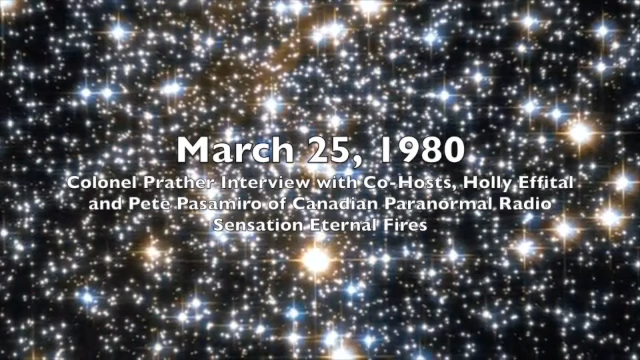 March 25, 1980
Colonel Prather Interview with Co-Hosts, Holly Effital
and Pete Pasamiro of Canadian Paranormal Radio
Sensation Eternal Fires